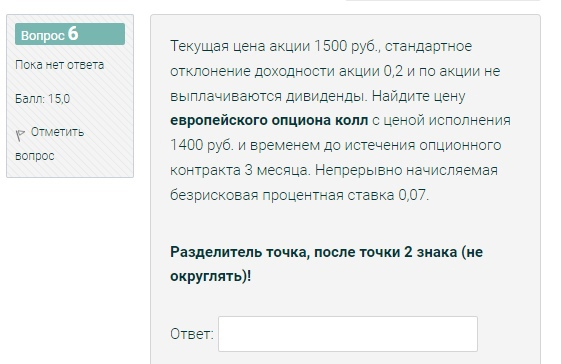 Вопрос 6
Пока нет ответа
Балл: 15,0
Отметить
вопрос
Текущая цена акции 1500 руб., стандартное
отклонение доходности акции 0,2 и по акции не
выплачиваются дивиденды. Найдите цену
европейского опциона колл с ценой исполнения
1400 руб. и временем до истечения опционного
контракта 3 месяца. Непрерывно начисляемая
безрисковая процентная ставка 0,07.
Разделитель точка, после точки 2 знака (не
округлять)!
Ответ: